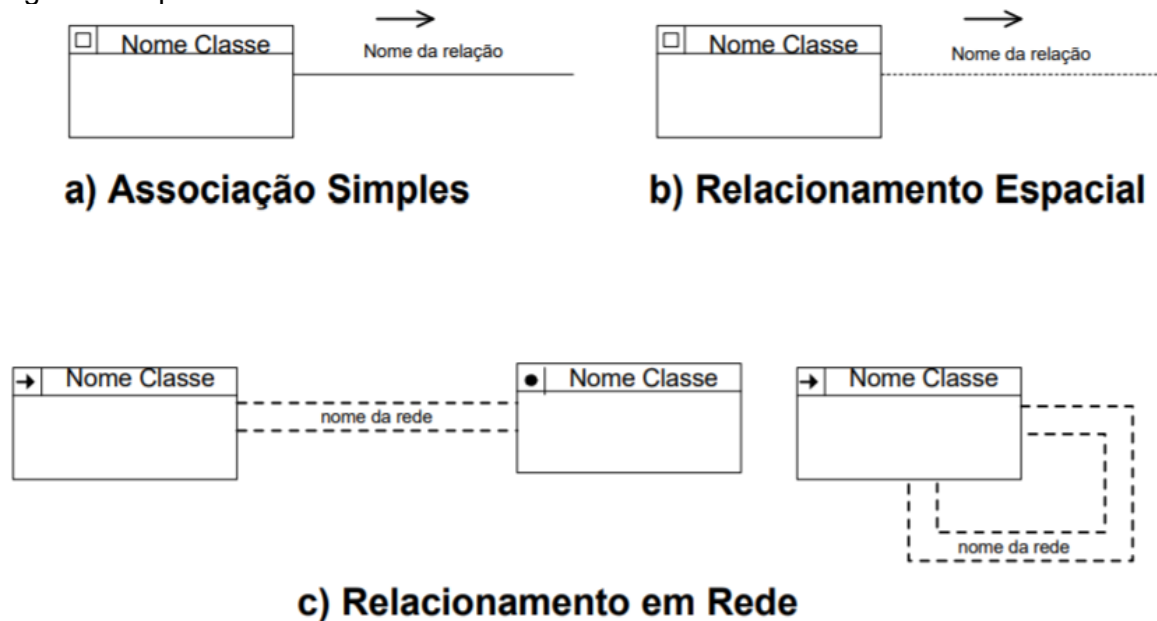 Nome Classe
Nome da relação
Nome Classe
Nome da relação
a) Associação Simples
b) Relacionamento Espacial
Nome Classe
nome da rede
Nome Classe
Nome Classe
nome da rede
c) Relacionamento em Rede